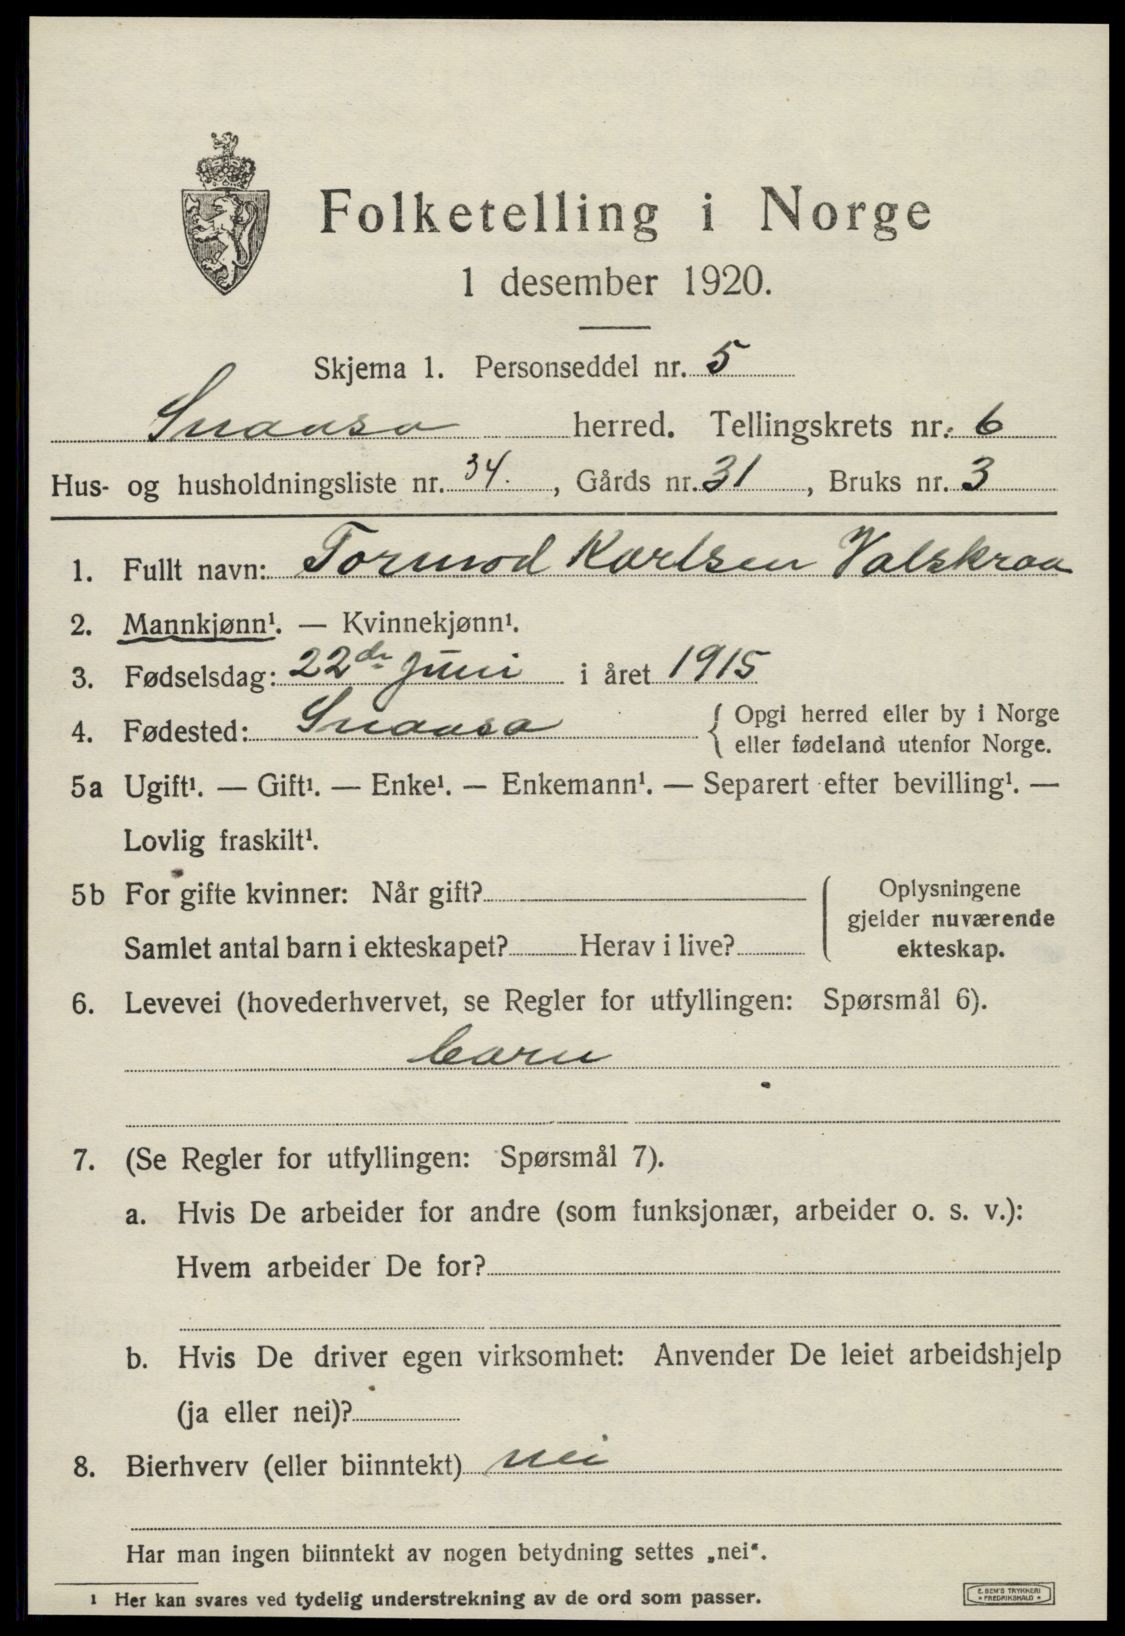 Folketelling i Norge
1 desember 1920.
Skjema 1. Personseddel nr. 5
Snaasa herred. Tellingskrets nr. 6
Hus- og husholdningsliste nr. 34. , Gårds nr. 31 , Bruks nr. 3
1. Fullt navn: Tormod Karlsen Valskraa
2. Mannkjønn¹. — Kvinnekjønn¹.
3. Fødselsdag: 22de Juni i året 1915
4. Fødested: Snaasa { Opgi herred eller by i Norge
eller fødeland utenfor Norge.
5a Ugift¹. — Gift¹. — Enke¹. — Enkemann¹. — Separert efter bevilling¹. —
Lovlig fraskilt¹.
5b For gifte kvinner: Når gift?
Samlet antal barn i ekteskapet? Herav i live?
Oplysningene
gjelder nuværende
ekteskap.
6. Levevei (hovederhvervet, se Regler for utfyllingen: Spørsmål 6).
barn
7. (Se Regler for utfyllingen: Spørsmål 7).
a. Hvis De arbeider for andre (som funksjonær, arbeider o. s. v.):
Hvem arbeider De for?
b. Hvis De driver egen virksomhet: Anvender De leiet arbeidshjelp
(ja eller nei)?
8. Bierhverv (eller biinntekt) nei
Har man ingen biinntekt av nogen betydning settes „nei“.
1 Her kan svares ved tydelig understrekning av de ord som passer.
E. SEM'S TRYKKERI
* FREDRIKSHALD *